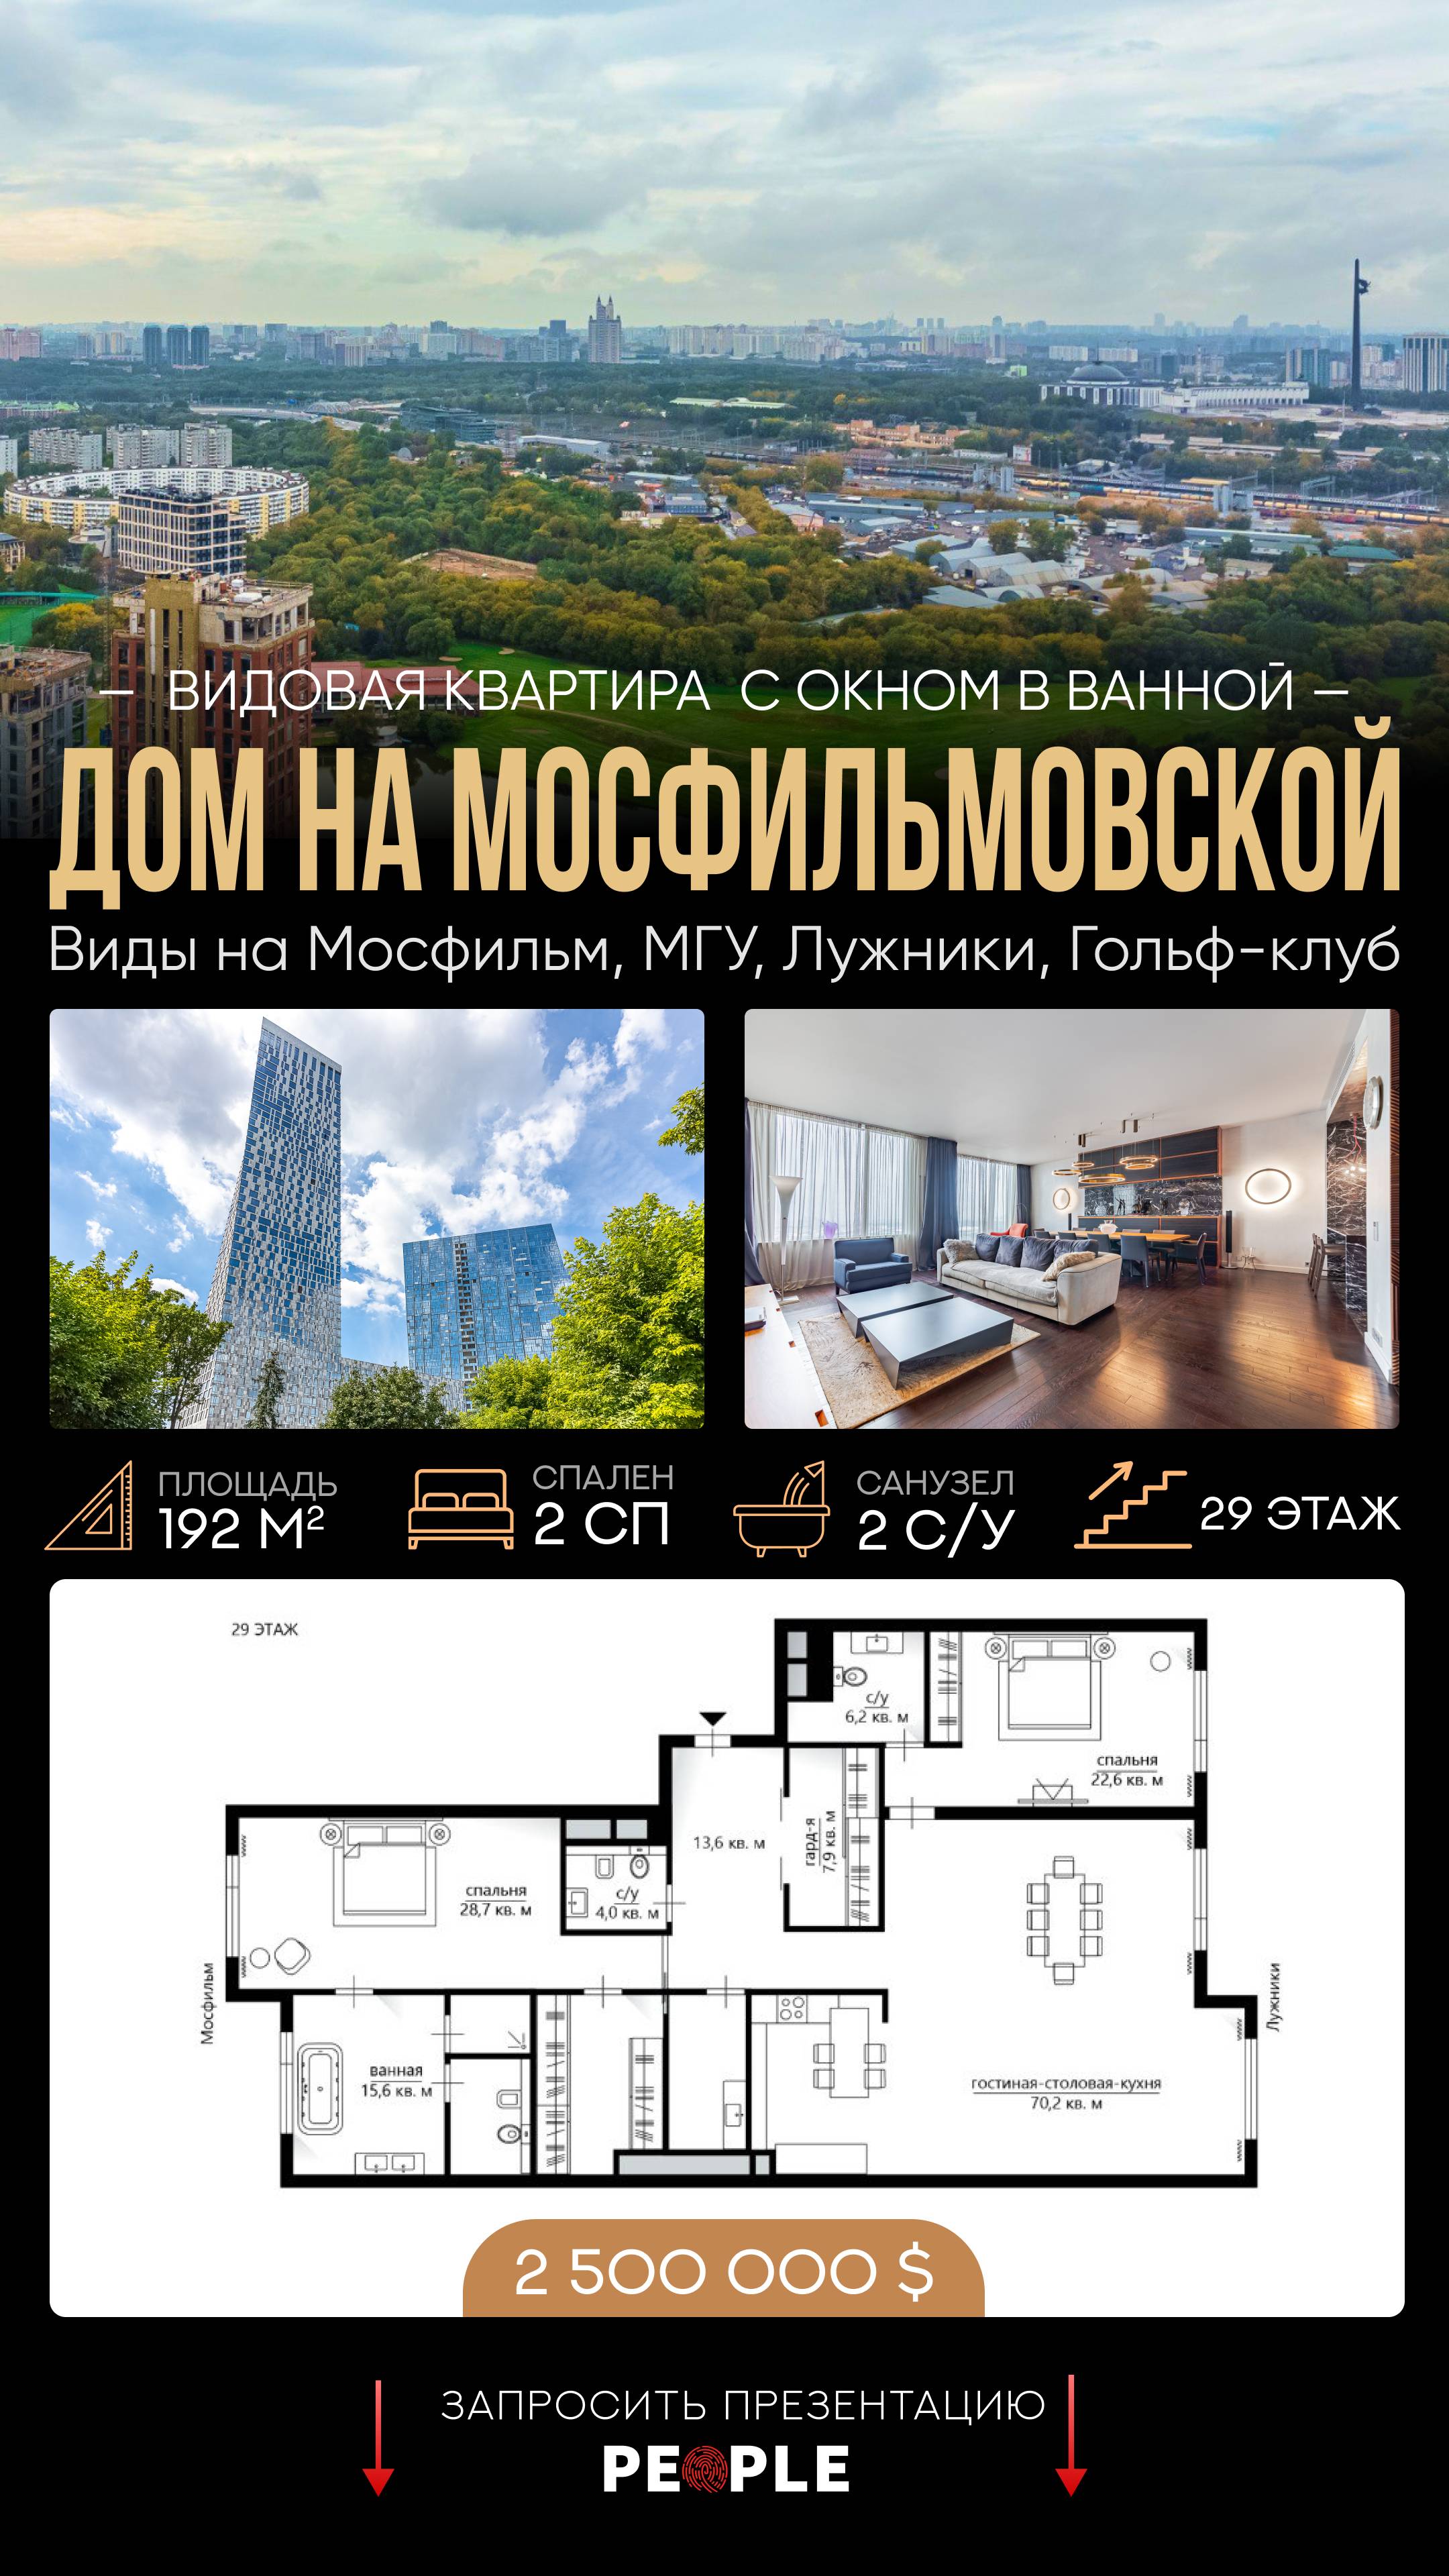 — ВИДОВАЯ КВАРТИРА С ОКНОМ В ВАННОЙ —
ДОМ НА МОСФИЛЬМОВСКОЙ
Виды на Мосфильм, МГУ, Лужники, Гольф-клуб
ПЛОЩАДЬ
192 М²
СПАЛЕН
2 СП
САНУЗЕЛ
2 С/У
29 ЭТАЖ
29 ЭТАЖ
с/у
6,2 кв. м
спальня
22,6 кв. м
13,6 кв. м
гард-я
7,9 кв. м
спальня
28,7 кв. м
с/у
4,0 кв. м
Мосфильм
Лужники
ванная
15,6 кв. м
гостиная-столовая-кухня
70,2 кв. м
2 500 000 $
ЗАПРОСИТЬ ПРЕЗЕНТАЦИЮ
PEOPLE